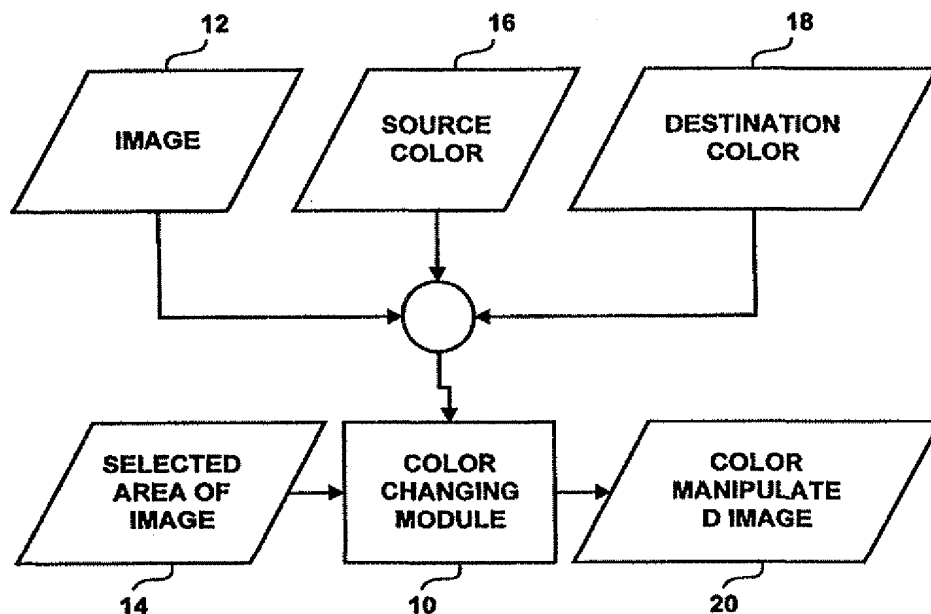 12
16
18
IMAGE
SOURCE
COLOR
DESTINATION
COLOR
SELECTED
AREA OF
IMAGE
COLOR
CHANGING
MODULE
COLOR
MANIPULATE
D IMAGE
14
10
20